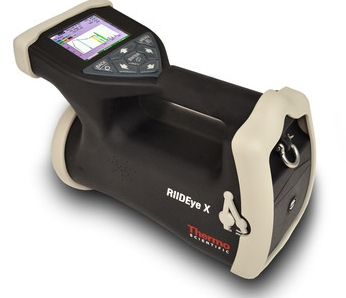 RIIDEye X
Thermo
SCIENTIFIC